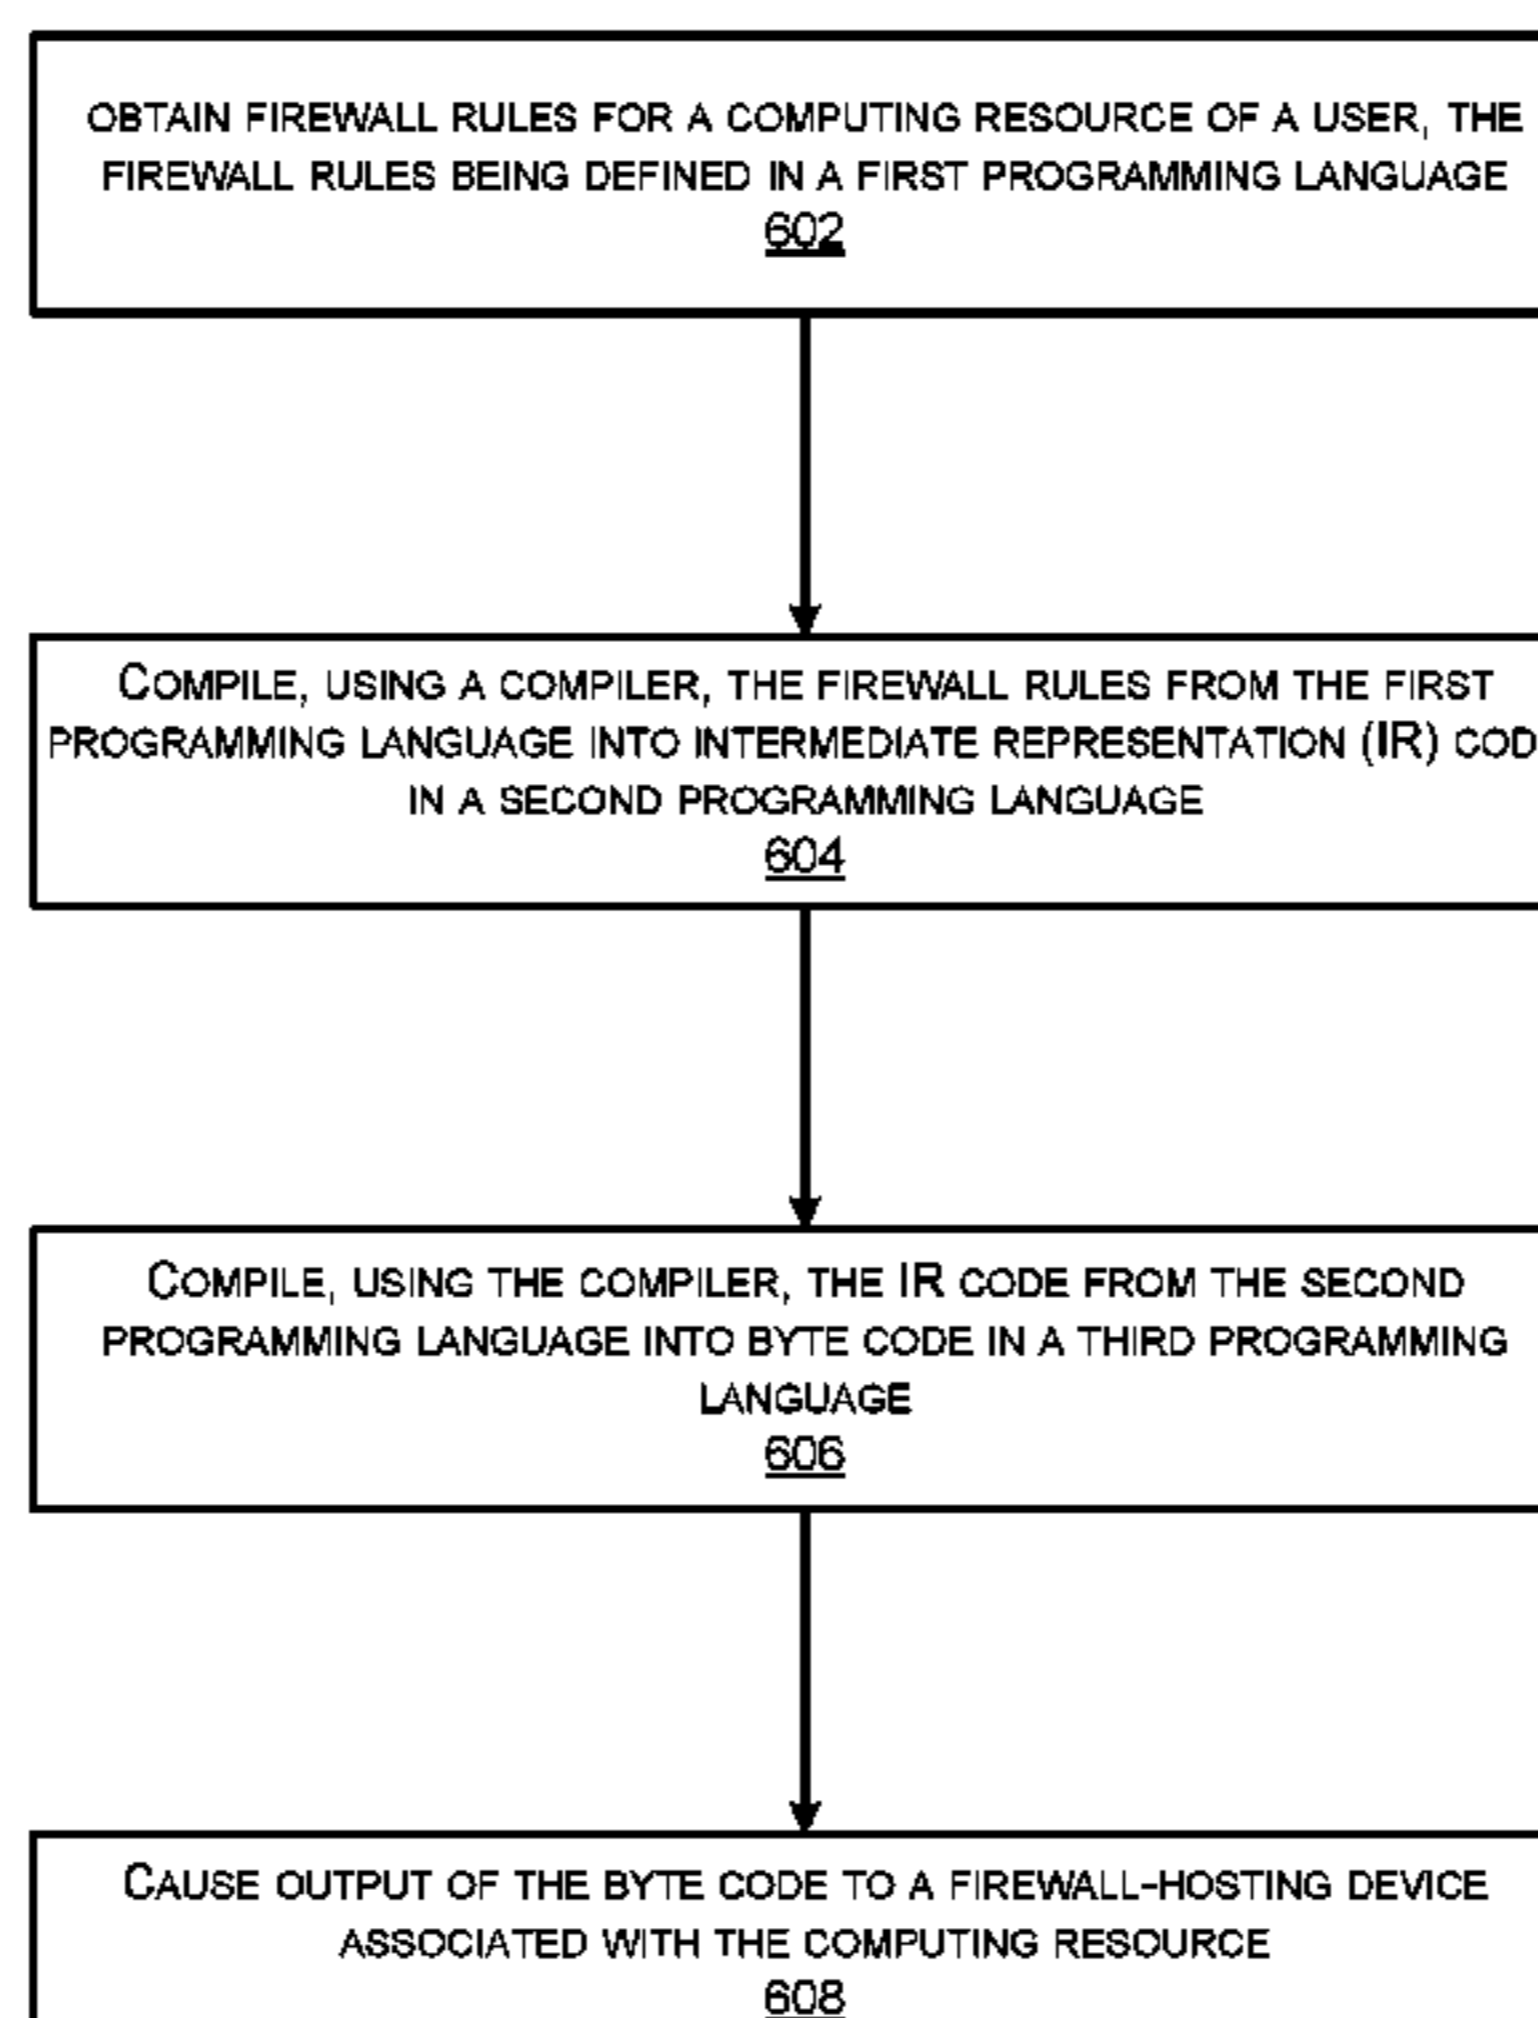 OBTAIN FIREWALL RULES FOR A COMPUTING RESOURCE OF A USER, THE
FIREWALL RULES BEING DEFINED IN A FIRST PROGRAMMING LANGUAGE
602
COMPILE, USING A COMPILER, THE FIREWALL RULES FROM THE FIRST
PROGRAMMING LANGUAGE INTO INTERMEDIATE REPRESENTATION (IR) COD
IN A SECOND PROGRAMMING LANGUAGE
604
COMPILE, USING THE COMPILER, THE IR CODE FROM THE SECOND
PROGRAMMING LANGUAGE INTO BYTE CODE IN A THIRD PROGRAMMING
LANGUAGE
606
CAUSE OUTPUT OF THE BYTE CODE TO A FIREWALL-HOSTING DEVICE
ASSOCIATED WITH THE COMPUTING RESOURCE
608